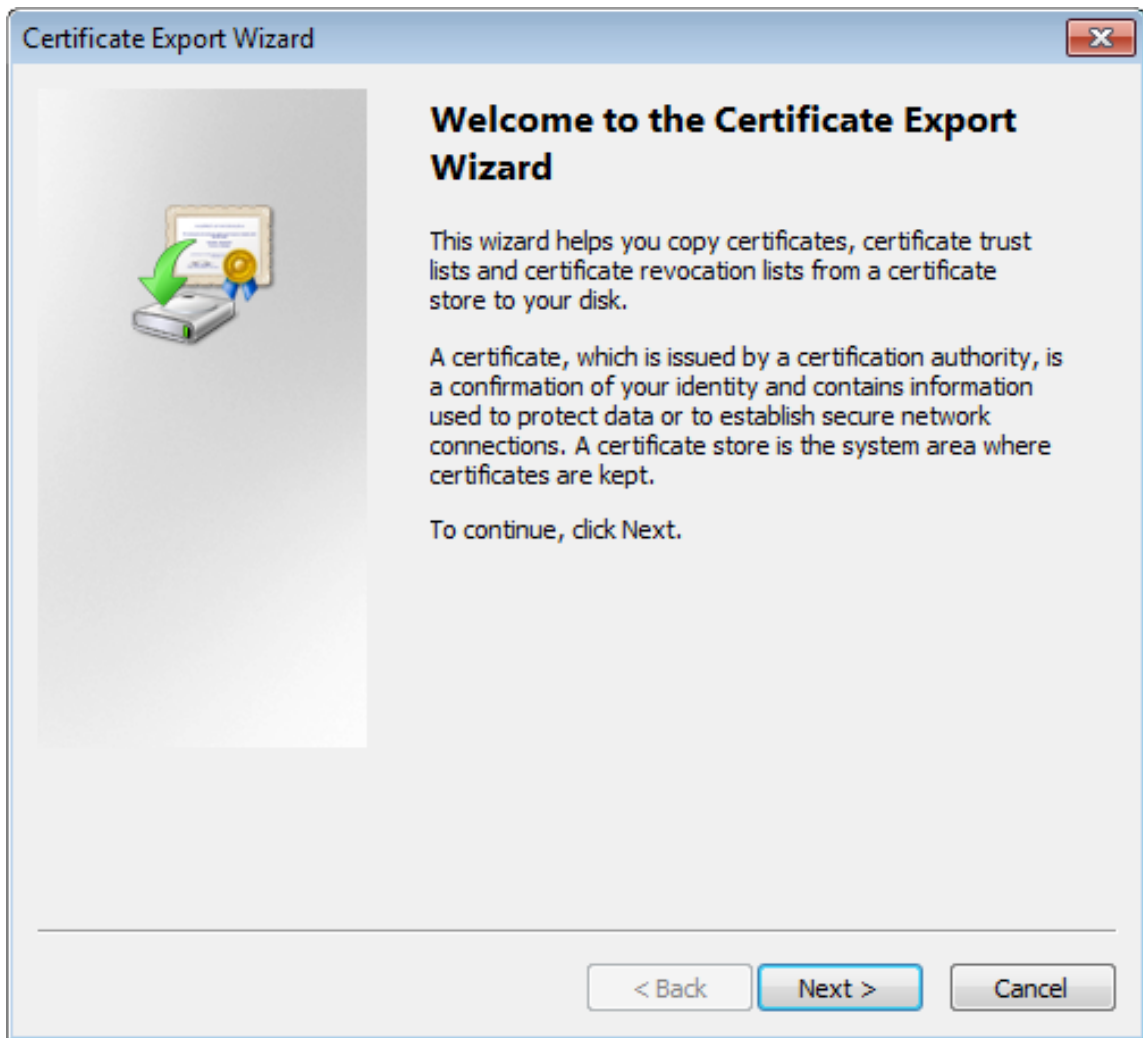 Certificate Export Wizard
Welcome to the Certificate Export
Wizard
This wizard helps you copy certificates, certificate trust
lists and certificate revocation lists from a certificate
store to your disk.
A certificate, which is issued by a certification authority, is
a confirmation of your identity and contains information
used to protect data or to establish secure network
connections. A certificate store is the system area where
certificates are kept.
To continue, click Next.
< Back
Next >
Cancel